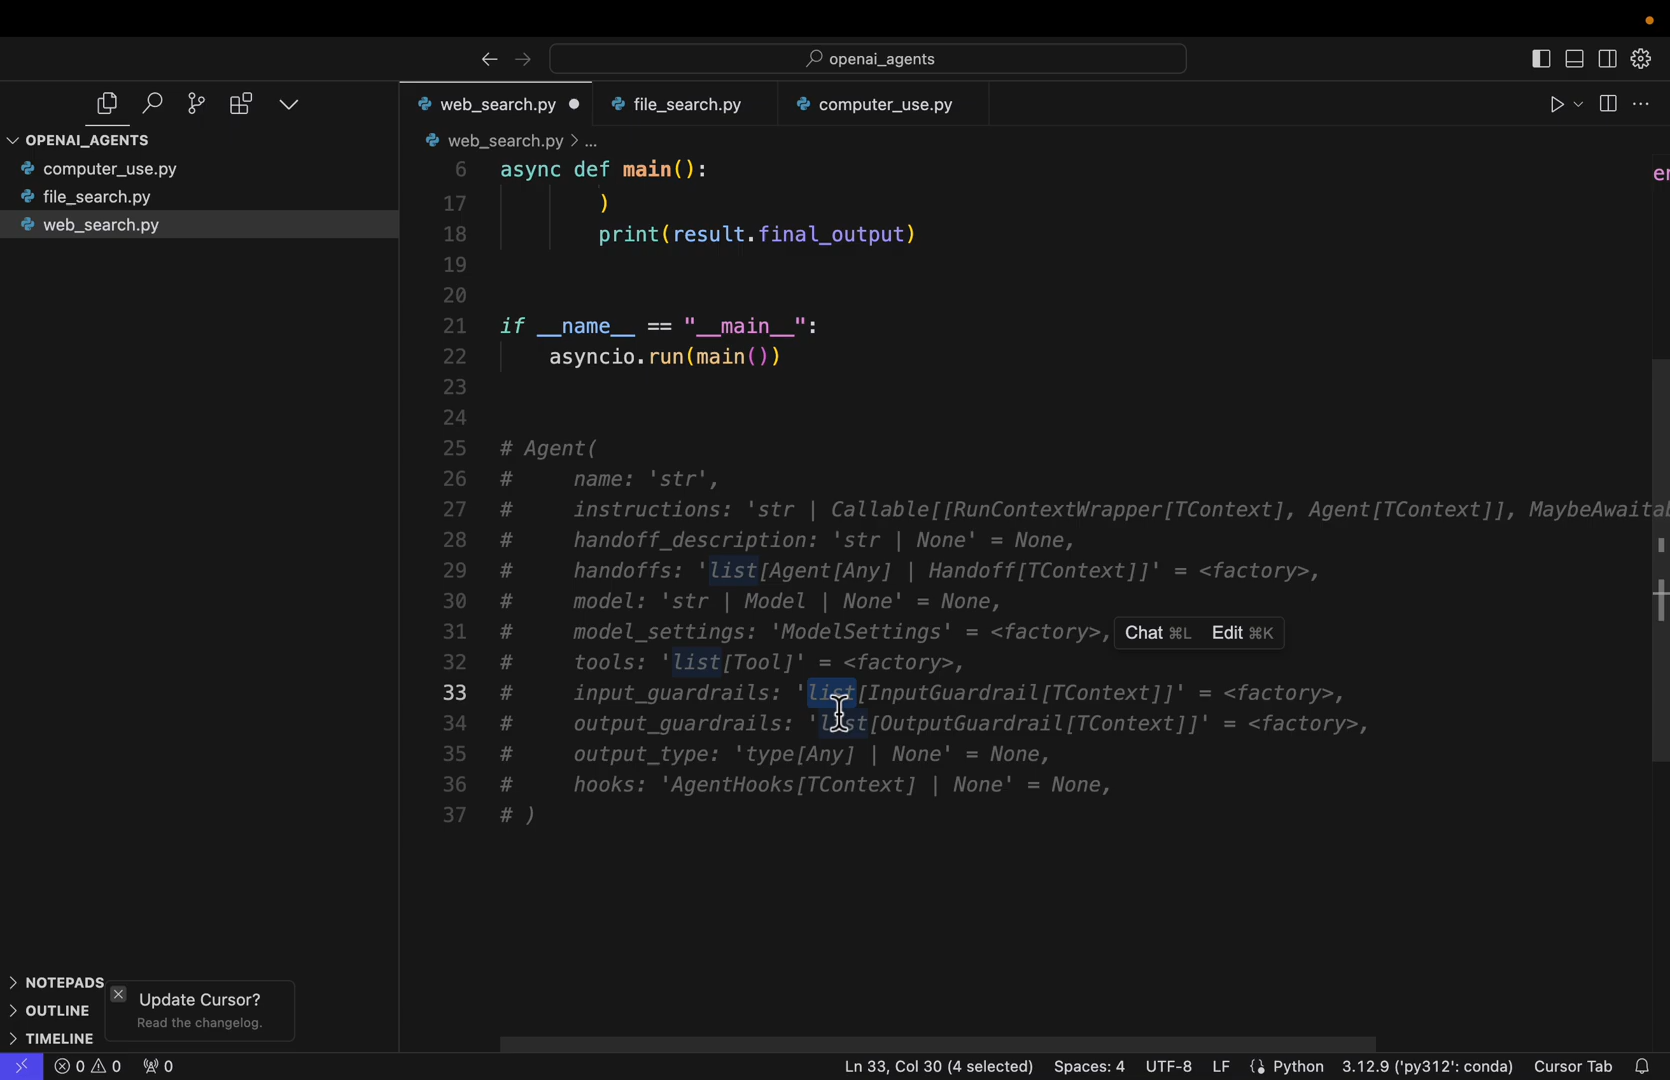 openai_agents
OPENAI_AGENTS
computer_use.py
file_search.py
web_search.py
web_search.py
file_search.py
computer_use.py
web_search.py > ...
6 async def main():
17 )
18 print(result.final_output)
19
20
21 if __name__ == "__main__":
22 asyncio.run(main())
23
24
25 # Agent(
26 # name: 'str',
27 # instructions: 'str | Callable[[RunContextWrapper[TContext], Agent[TContext]], MaybeAwaita
28 # handoff_description: 'str | None' = None,
29 # handoffs: 'list[Agent[Any] | Handoff[TContext]]' = <factory>,
30 # model: 'str | Model | None' = None,
31 # model_settings: 'ModelSettings' = <factory>,
Chat ⌘L Edit ⌘K
32 # tools: 'list[Tool]' = <factory>,
33 # input_guardrails: 'list[InputGuardrail[TContext]]' = <factory>,
34 # output_guardrails: 'list[OutputGuardrail[TContext]]' = <factory>,
35 # output_type: 'type[Any] | None' = None,
36 # hooks: 'AgentHooks[TContext] | None' = None,
37 # )
NOTEPADS
OUTLINE
TIMELINE
Update Cursor?
Read the changelog.
0 0 0
Ln 33, Col 30 (4 selected) Spaces: 4 UTF-8 LF Python 3.12.9 ('py312': conda) Cursor Tab